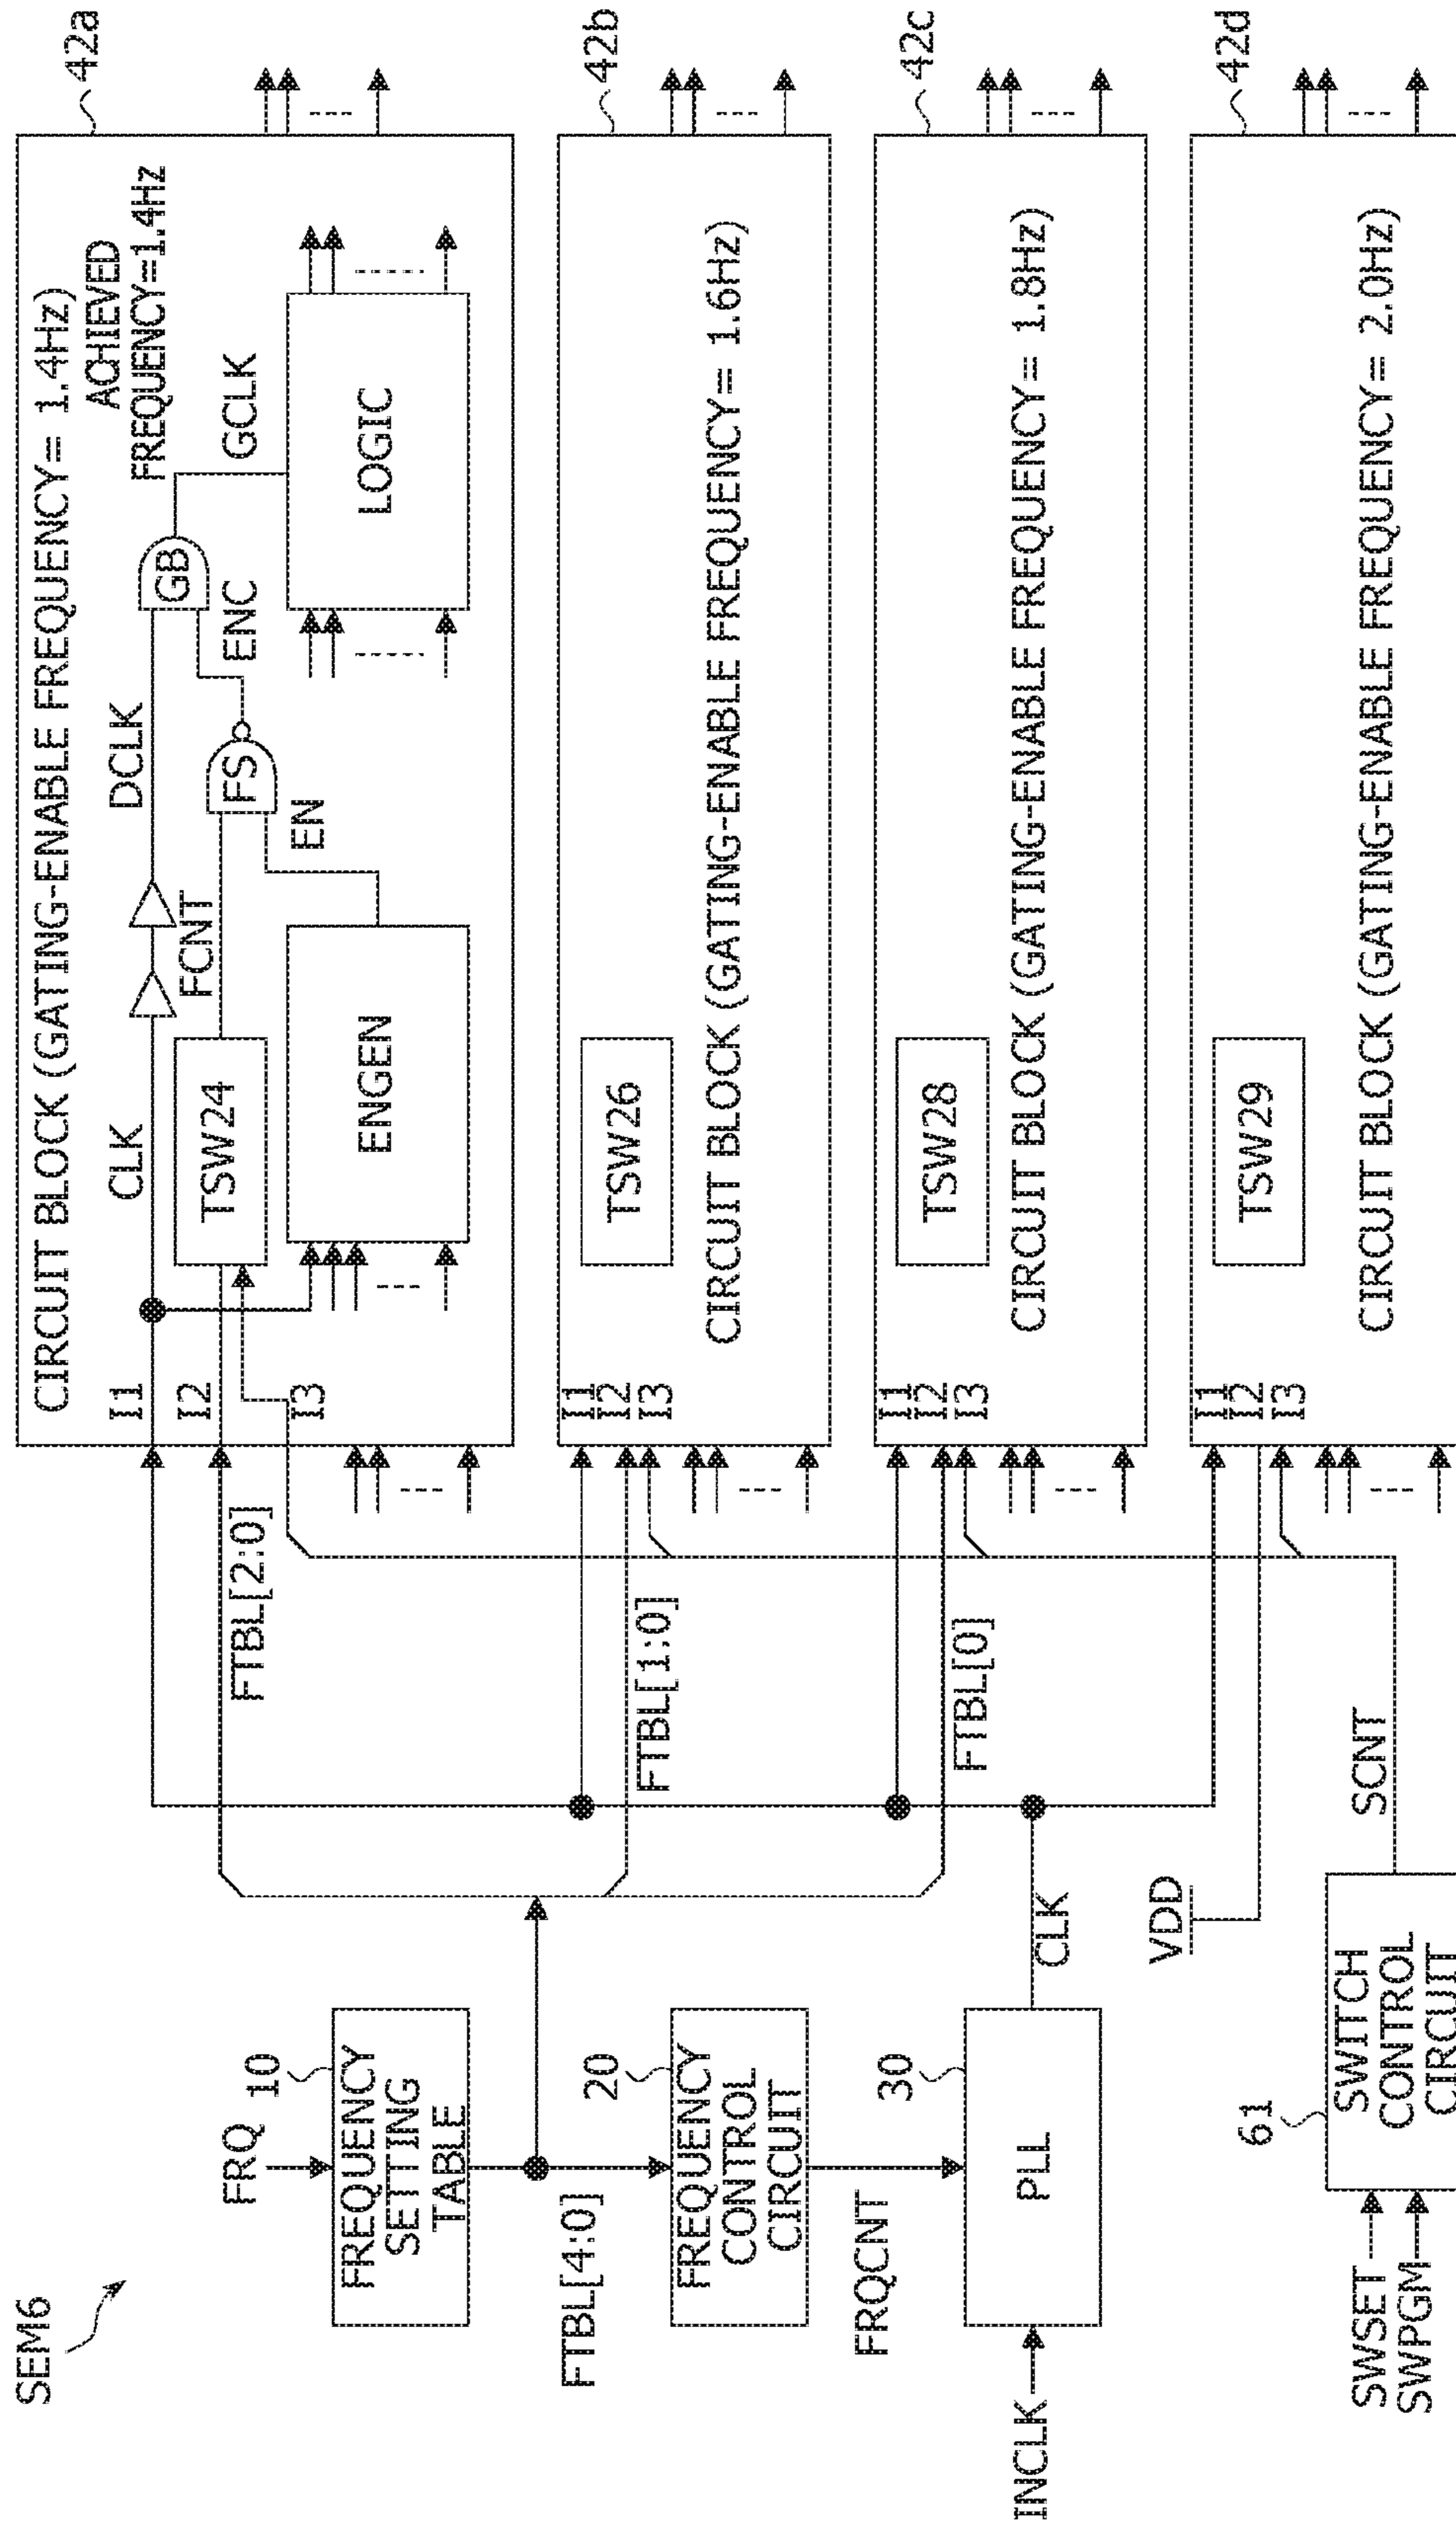 SEM6
FRQ
10
FREQUENCY
SETTING
TABLE
FTBL[4:0]
20
FREQUENCY
CONTROL
CIRCUIT
FRQCNT
30
PLL
INCLK
CLK
VDD
61
SWITCH
CONTROL
CIRCUIT
SWSET
SWPGM
SCNT
FTBL[2:0]
FTBL[1:0]
FTBL[0]
42a
CIRCUIT BLOCK (GATING-ENABLE FREQUENCY= 1.4Hz)
ACHIEVED
FREQUENCY=1.4Hz
I1
I2
I3
CLK
TSW24
FCNT
DCLK
ENGEN
EN
FS
ENC
GB
GCLK
LOGIC
42b
I1
I2
I3
TSW26
CIRCUIT BLOCK (GATING-ENABLE FREQUENCY= 1.6Hz)
42c
I1
I2
I3
TSW28
CIRCUIT BLOCK (GATING-ENABLE FREQUENCY= 1.8Hz)
42d
I1
I2
I3
TSW29
CIRCUIT BLOCK (GATING-ENABLE FREQUENCY= 2.0Hz)